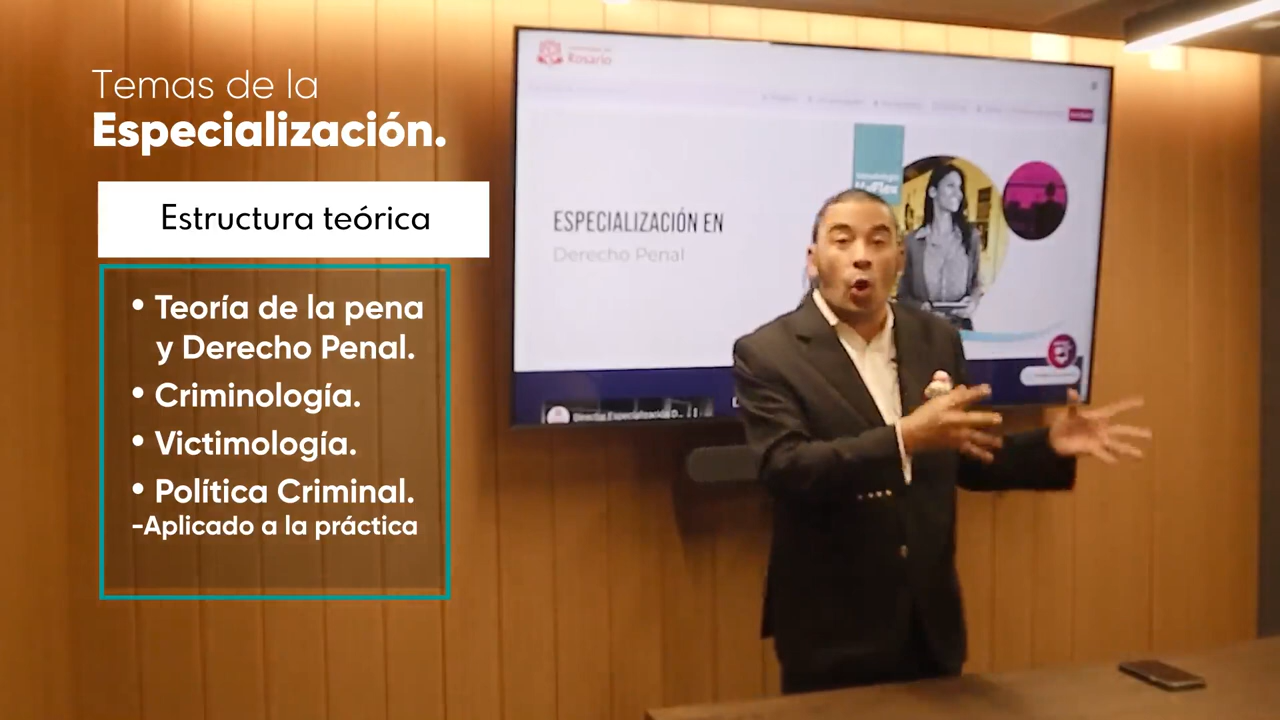 Temas de la
Especialización.
Estructura teórica
• Teoría de la pena
y Derecho Penal.
• Criminología.
• Victimología.
• Política Criminal.
-Aplicado a la práctica
Rosario
ESPECIALIZACIÓN EN
Derecho Penal